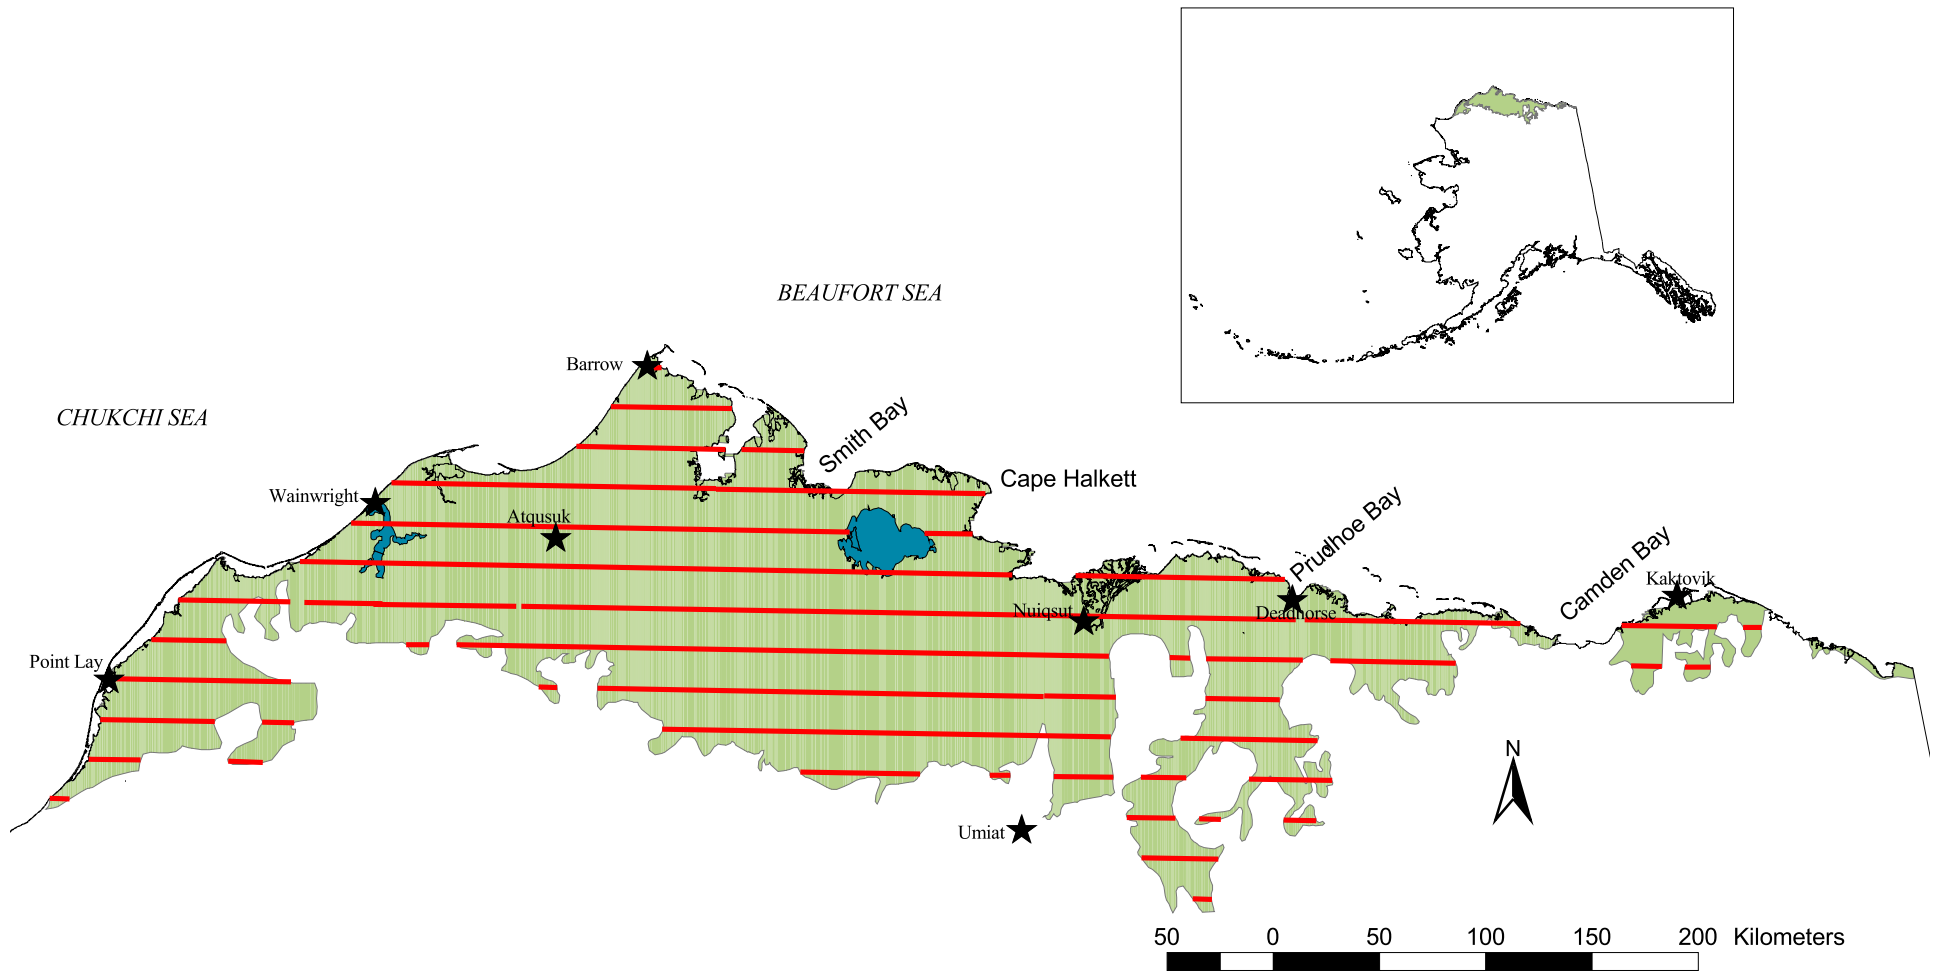 BEAUFORT SEA
Barrow
CHUKCHI SEA
Smith Bay
Cape Halkett
Wainwright
Atqusuk
Prudhoe Bay
Camden Bay
Kaktovik
Nuiqsut
Deadhorse
Point Lay
N
Umiat
50 0 50 100 150 200 Kilometers